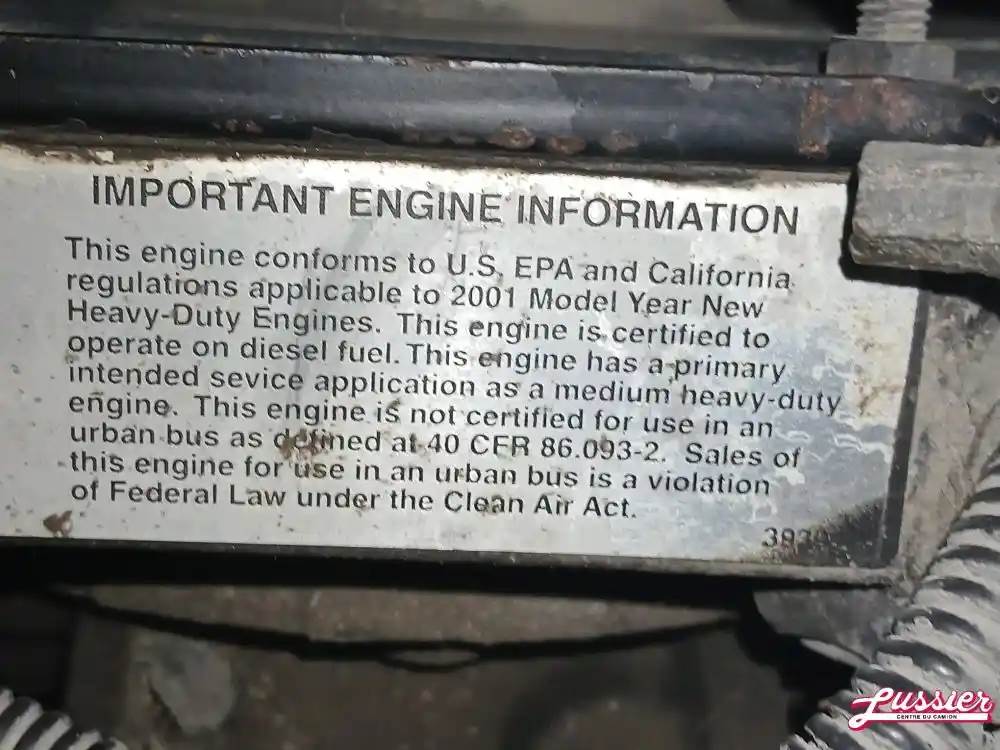 IMPORTANT ENGINE INFORMATION
This engine conforms to U.S. EPA and California
regulations applicable to 2001 Model Year New
Heavy-Duty Engines. This engine is certified to
operate on diesel fuel. This engine has a primary
intended sevice application as a medium heavy-duty
engine. This engine is not certified for use in an
urban bus as defined at 40 CFR 86.093-2. Sales of
this engine for use in an urban bus is a violation
of Federal Law under the Clean Air Act.
Lussier
CENTRE DU CAMION